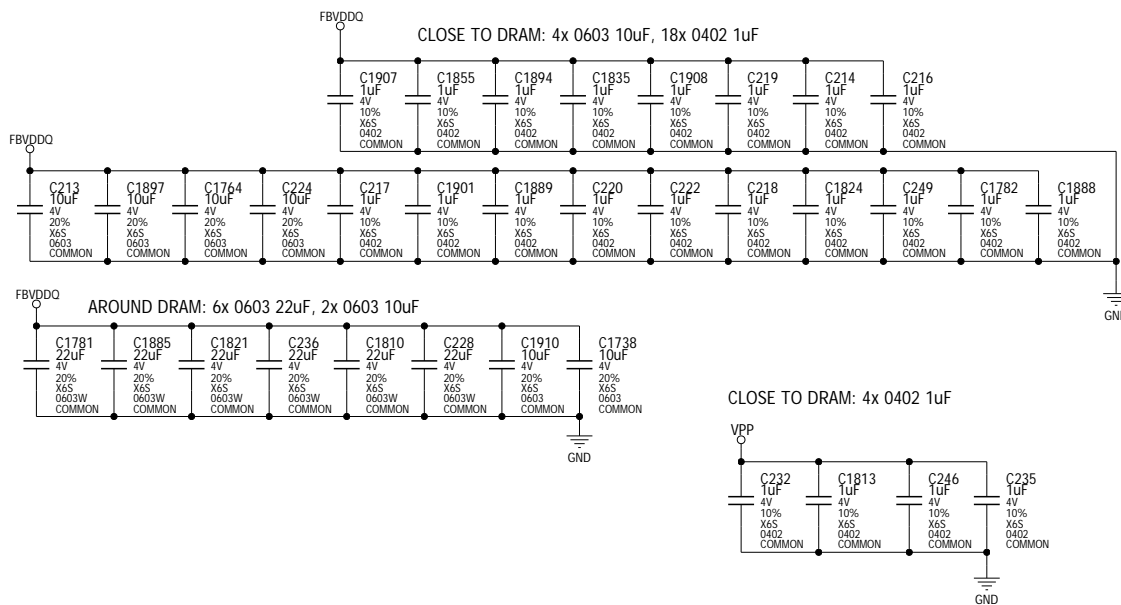 FBVDDQ
CLOSE TO DRAM: 4x 0603 10uF, 18x 0402 1uF
C1907 C1855 C1894 C1835 C1908 C219 C214 C216
1uF 1uF 1uF 1uF 1uF 1uF 1uF 1uF
4V 4V 4V 4V 4V 4V 4V 4V
10% 10% 10% 10% 10% 10% 10% 10%
X6S X6S X6S X6S X6S X6S X6S X6S
0402 0402 0402 0402 0402 0402 0402 0402
COMMON COMMON COMMON COMMON COMMON COMMON COMMON COMMON
FBVDDQ
C213 C1897 C1764 C224 C217 C1901 C1889 C220 C222 C218 C1824 C249 C1782 C1888
10uF 10uF 10uF 10uF 1uF 1uF 1uF 1uF 1uF 1uF 1uF 1uF 1uF 1uF
4V 4V 4V 4V 4V 4V 4V 4V 4V 4V 4V 4V 4V 4V
20% 20% 20% 20% 10% 10% 10% 10% 10% 10% 10% 10% 10% 10%
X6S X6S X6S X6S X6S X6S X6S X6S X6S X6S X6S X6S X6S X6S
0603 0603 0603 0603 0402 0402 0402 0402 0402 0402 0402 0402 0402 0402
COMMON COMMON COMMON COMMON COMMON COMMON COMMON COMMON COMMON COMMON COMMON COMMON COMMON COMMON
GND
FBVDDQ
AROUND DRAM: 6x 0603 22uF, 2x 0603 10uF
C1781 C1885 C1821 C236 C1810 C228 C1910 C1738
22uF 22uF 22uF 22uF 22uF 22uF 10uF 10uF
4V 4V 4V 4V 4V 4V 4V 4V
20% 20% 20% 20% 20% 20% 20% 20%
X6S X6S X6S X6S X6S X6S X6S X6S
0603W 0603W 0603W 0603W 0603W 0603W 0603 0603
COMMON COMMON COMMON COMMON COMMON COMMON COMMON COMMON
GND
CLOSE TO DRAM: 4x 0402 1uF
VPP
C232 C1813 C246 C235
1uF 1uF 1uF 1uF
4V 4V 4V 4V
10% 10% 10% 10%
X6S X6S X6S X6S
0402 0402 0402 0402
COMMON COMMON COMMON COMMON
GND